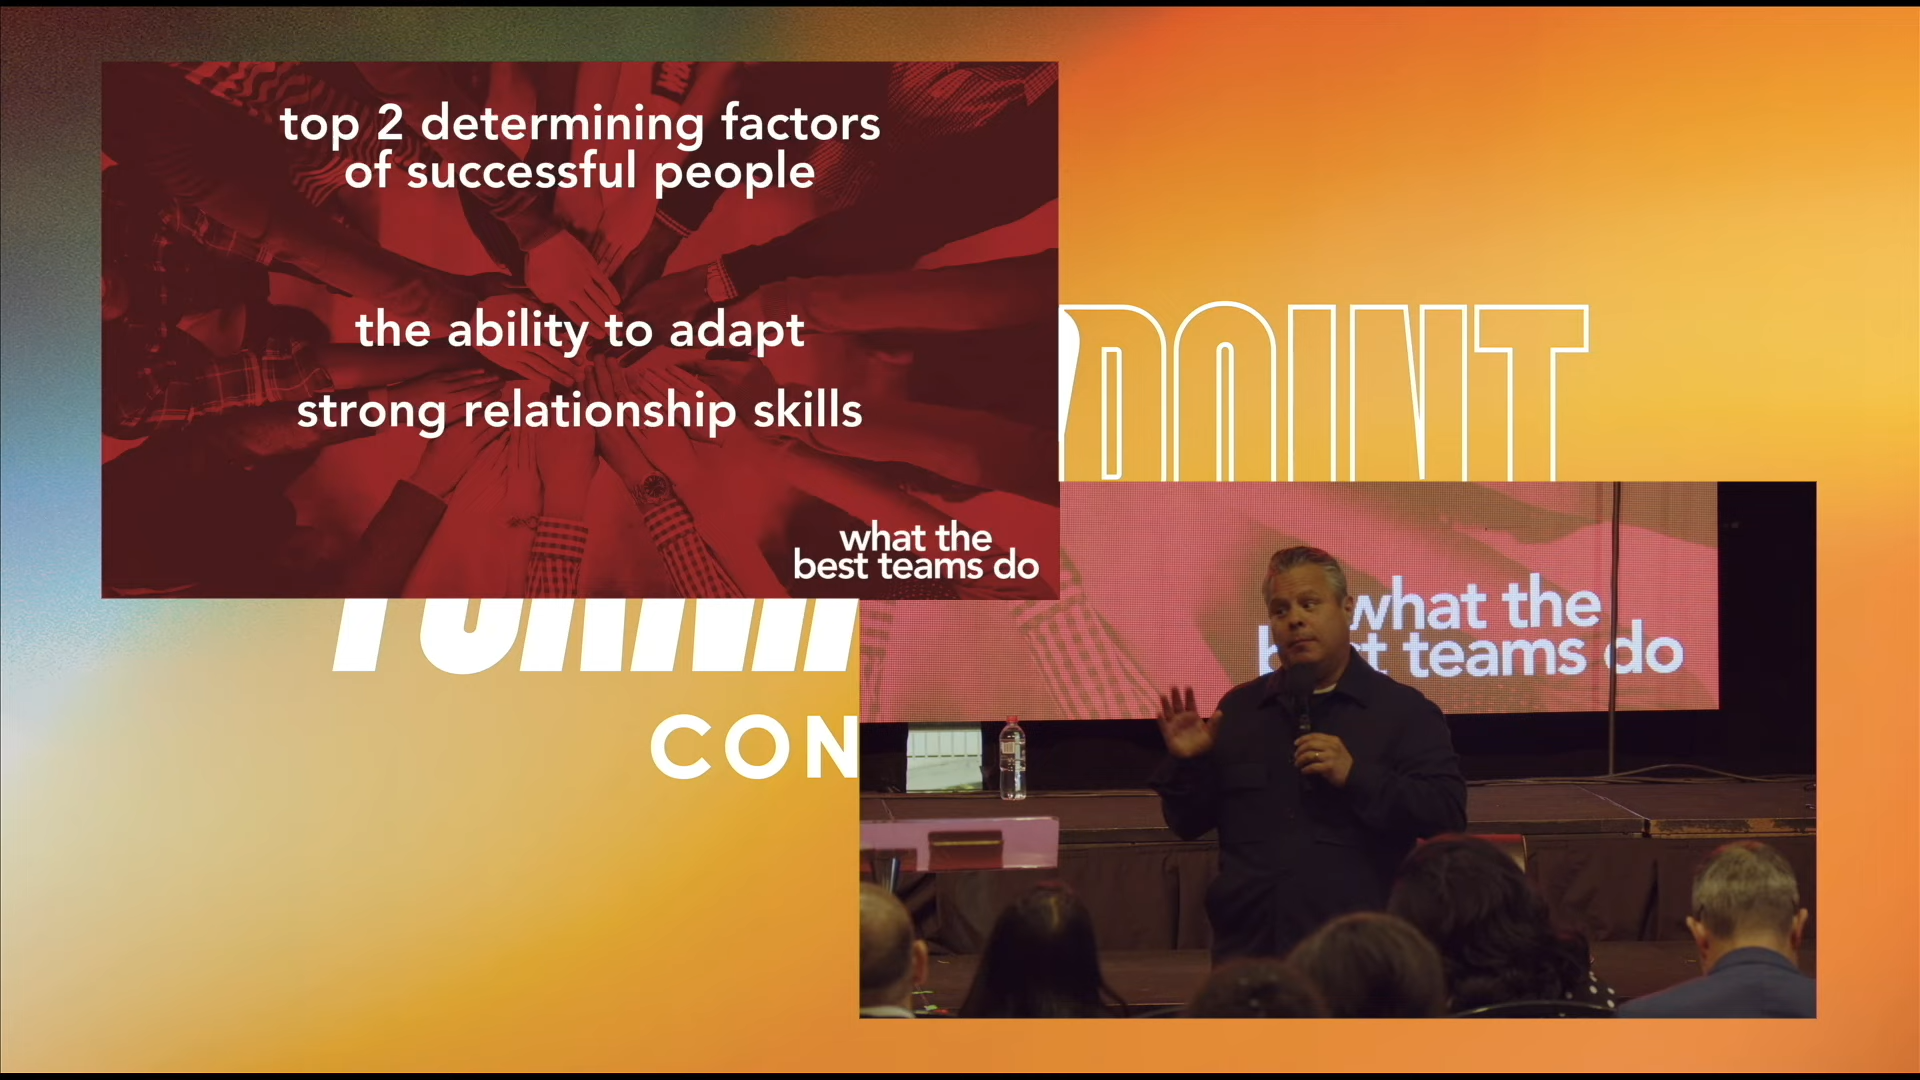 top 2 determining factors
of successful people
the ability to adapt
strong relationship skills
what the
best teams do
POINT
CON
what the
teams do